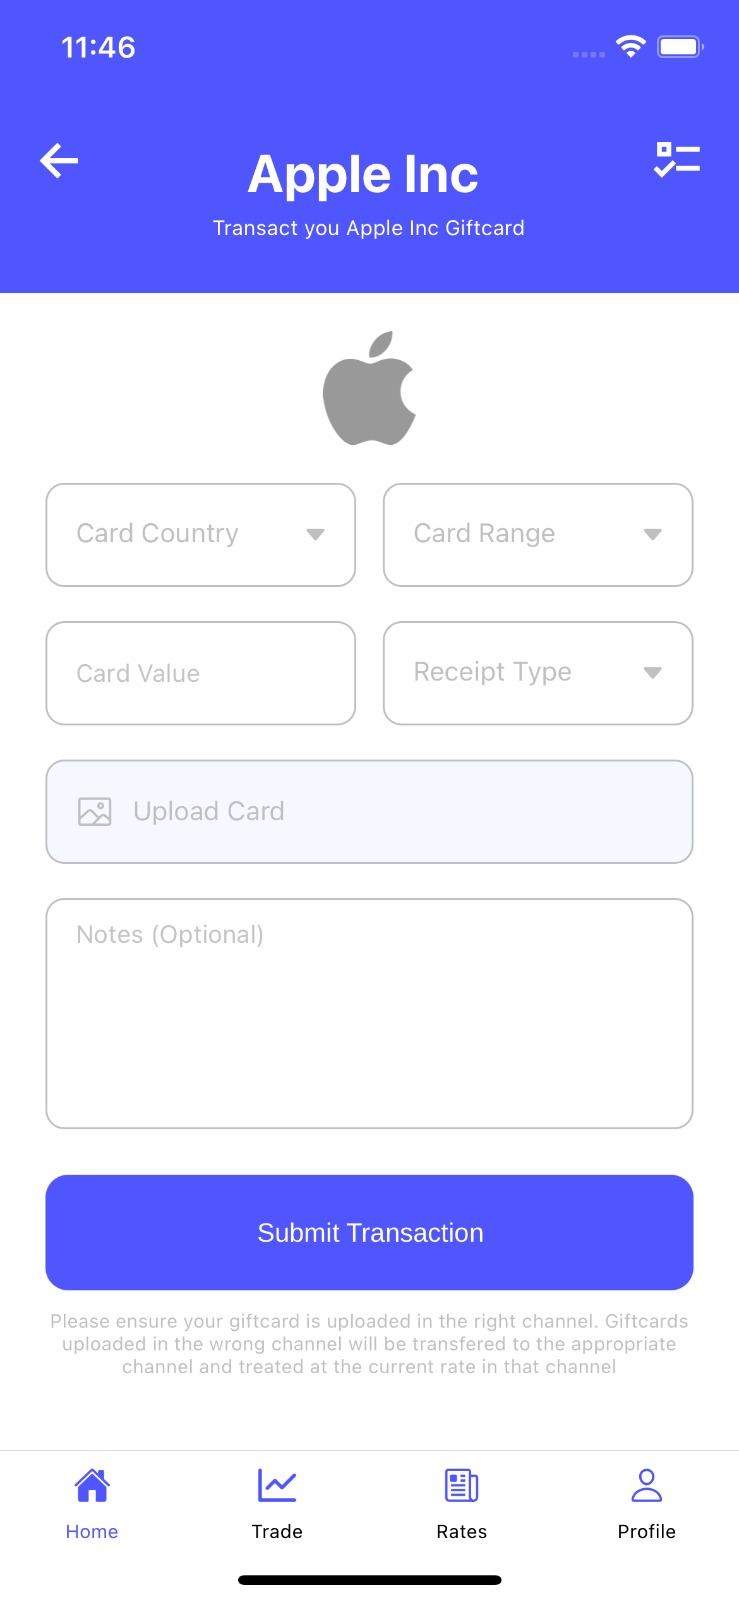 11:46
Apple Inc
Transact you Apple Inc Giftcard
Card Country
Card Range
Card Value
Receipt Type
Upload Card
Notes (Optional)
Submit Transaction
Please ensure your giftcard is uploaded in the right channel. Giftcards
uploaded in the wrong channel will be transfered to the appropriate
channel and treated at the current rate in that channel
Home
Trade
Rates
Profile